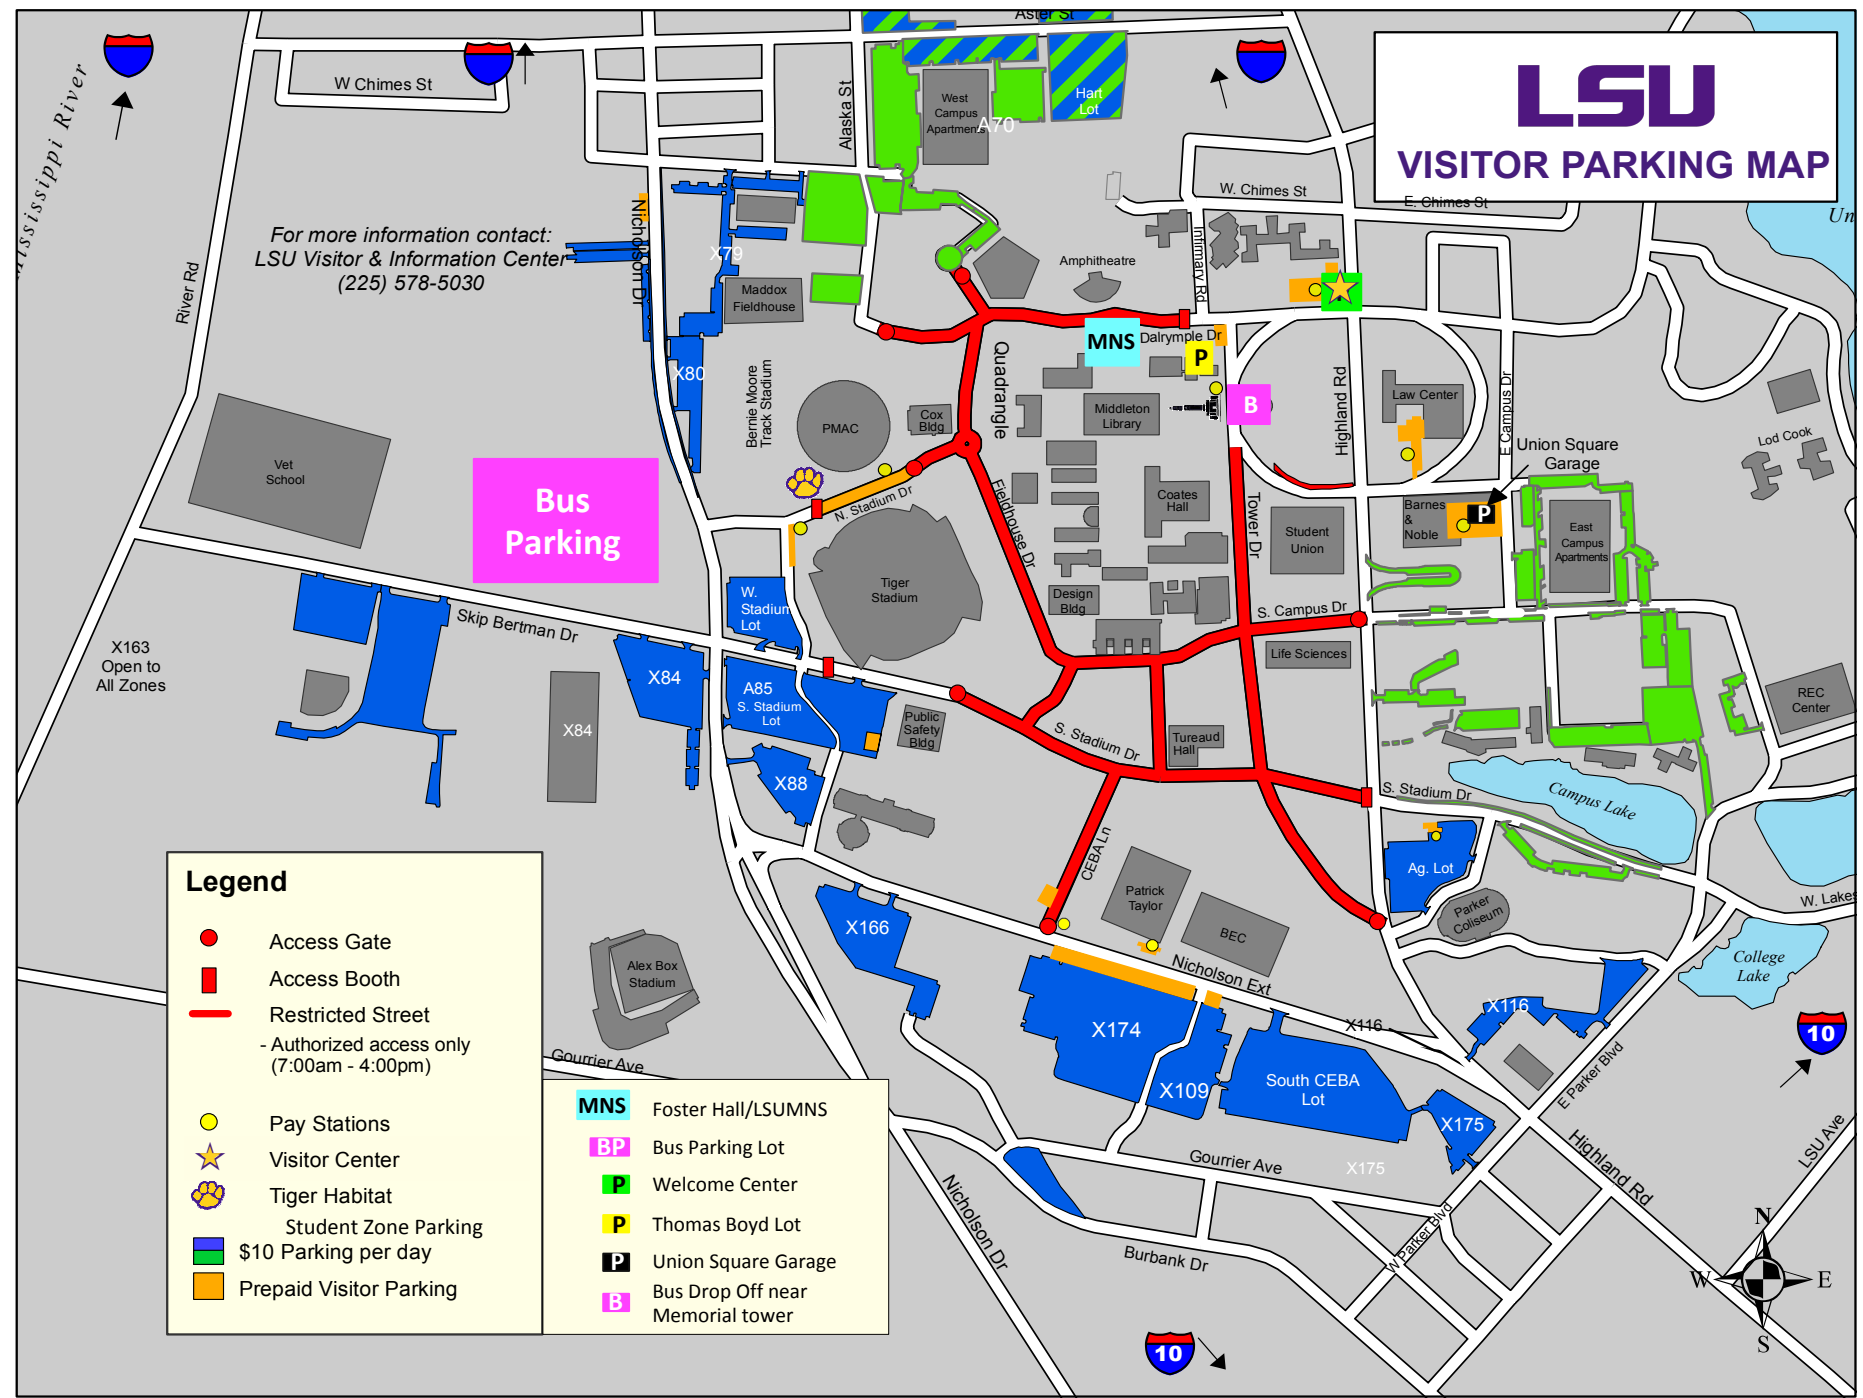 Aster St
LSU
VISITOR PARKING MAP
W Chimes St
Alaska St
West
Campus
Apartments
A70
Hart
Lot
Mississippi River
River Rd
For more information contact:
LSU Visitor & Information Center
(225) 578-5030
Nicholson Dr
X79
Maddox
Fieldhouse
X80
W. Chimes St
E. Chimes St
Un
Infirmary Rd
Amphitheatre
MNS
Dalrymple Dr
P
B
Quadrangle
Bernie Moore
Track Stadium
PMAC
Cox
Bldg
Middleton
Library
Highland Rd
Law Center
E Campus Dr
Union Square
Garage
Lod Cook
Vet
School
Bus
Parking
N. Stadium Dr
Fieldhouse Dr
Coates
Hall
Tower Dr
Student
Union
Barnes
&
Noble
P
East
Campus
Apartments
Tiger
Stadium
Design
Bldg
S. Campus Dr
Life Sciences
W.
Stadium
Lot
Skip Bertman Dr
X163
Open to
All Zones
X84
X84
A85
S. Stadium
Lot
Public
Safety
Bldg
S. Stadium Dr
Tureaud
Hall
REC
Center
X88
S. Stadium Dr
Campus Lake
CEBA Ln
Patrick
Taylor
BEC
Ag. Lot
Parker
Coliseum
W. Lakes
College
Lake
X166
Alex Box
Stadium
Nicholson Ext
X174
X109
South CEBA
Lot
X116
X116
X175
X175
E Parker Blvd
10
Gourrier Ave
Gourrier Ave
Highland Rd
LSU Ave
W Parker Blvd
Nicholson Dr
Burbank Dr
10
N
W
E
S
Legend
Access Gate
Access Booth
Restricted Street
- Authorized access only
(7:00am - 4:00pm)
Pay Stations
Visitor Center
Tiger Habitat
Student Zone Parking
$10 Parking per day
Prepaid Visitor Parking
MNS Foster Hall/LSUMNS
BP Bus Parking Lot
P Welcome Center
P Thomas Boyd Lot
P Union Square Garage
B Bus Drop Off near
Memorial tower